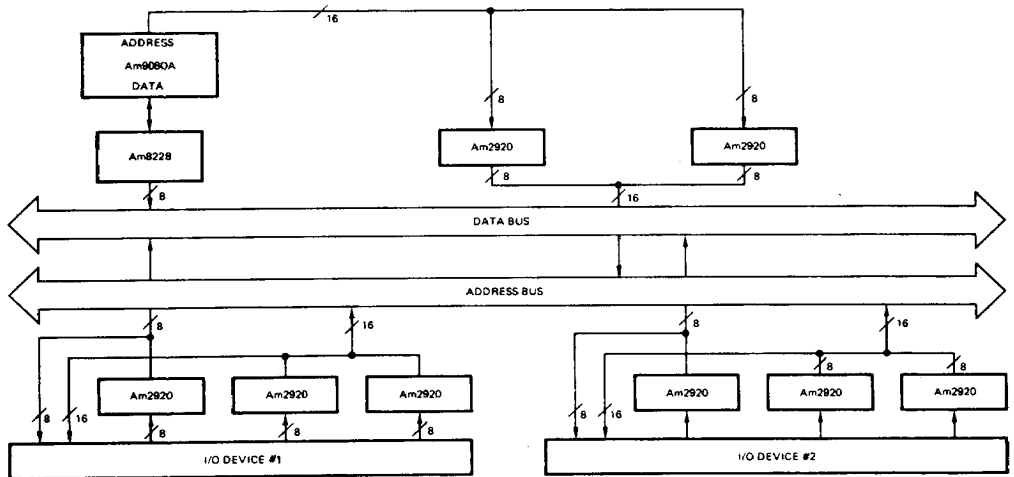 16
ADDRESS
Am9080A
DATA
8
8
Am8228
Am2920
Am2920
8
8
8
16
DATA BUS
ADDRESS BUS
8
16
8
16
8
8
Am2920
Am2920
Am2920
Am2920
Am2920
Am2920
8
16
8
8
8
8
16
I/O DEVICE #1
I/O DEVICE #2